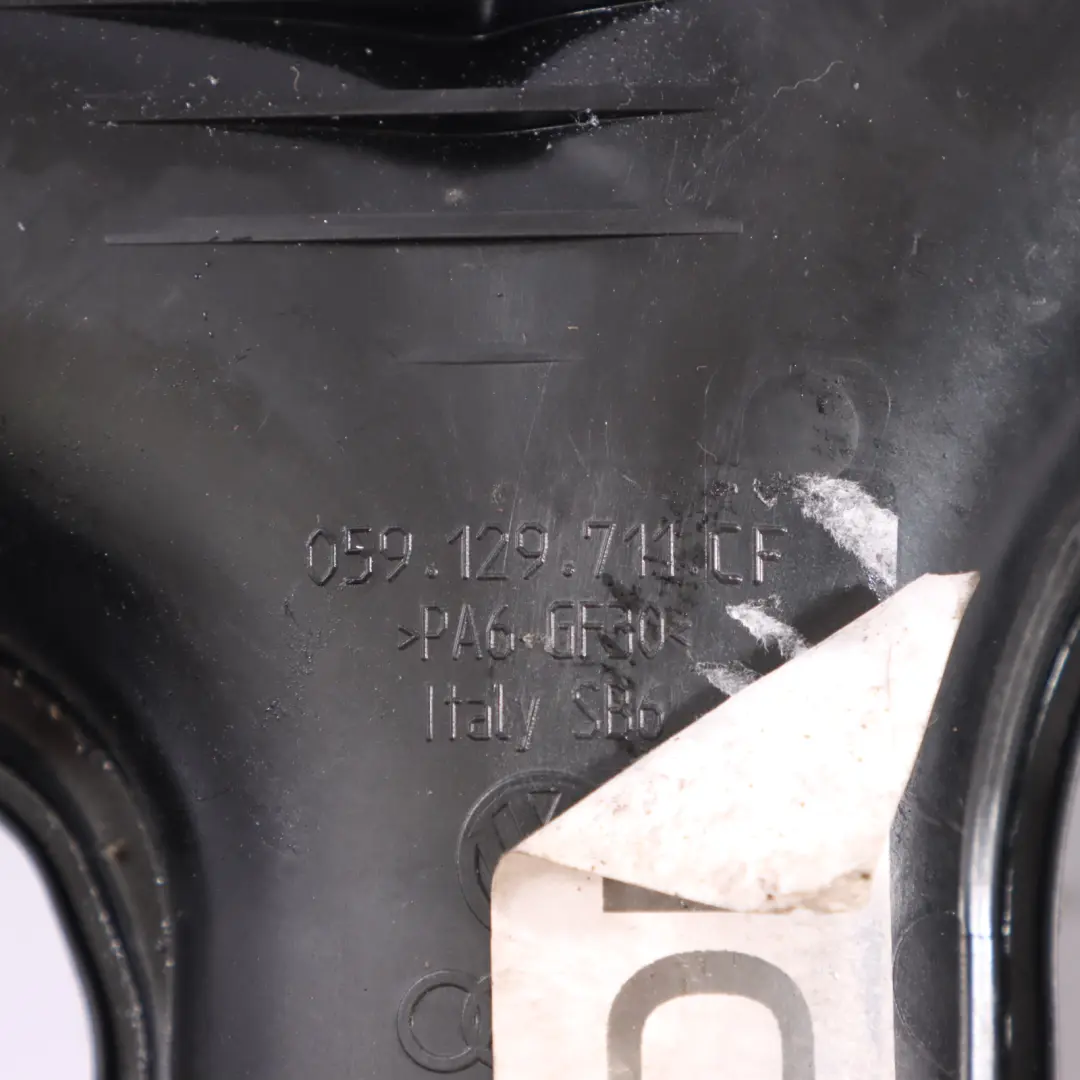 059.129.711.CF
>PA6-GF30<
Italy SB6